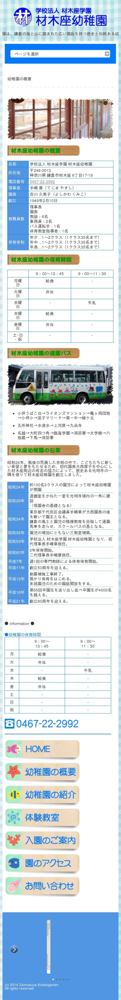 学校法人 材木座学園
材木座幼稚園
園は、鎌倉の海と山に囲まれた広い園庭を持つ歴史と伝統ある幼
ページを選択
幼稚園の概要
材木座幼稚園の概要
名称 学校法人 材木座学園 材木座幼稚園
所在地 〒248-0013
神奈川県 鎌倉市材木座 6丁目17-19
電話番号 0467-22-2992
理事長 手嶋 康（てじま やすし）
園長 吉川 久美子（よしかわ くみこ）
創立 1949年2月10日
教職員数 理事長
園長
教諭：6名
事務員：2名
バス運転手：1名
体育教室指導者：1名
保育体制 年少…1〜2クラス（1クラス35名まで）
年中…1〜2クラス（1クラス35名まで）
年長…1〜2クラス（1クラス35名まで）
材木座幼稚園の保育時間
9：00〜13：45 9：00〜11：30
月曜日 給食 -
火曜日 弁当 -
水曜日 - 牛乳
木曜日 給食 -
金曜日 弁当 -
土･日・祝 - -
材木座幼稚園の通園バス
ざいもくざようちえん
• 小坪うぱこ台→ライオンズマンション→亀ヶ岡団地
→小坪小→逗子マリーナ→第一中→緑ケ丘
• 五所神社→水道水→上河原→九品寺
• 名越→大町四つ角→臨海学園→消防署→文学館→六
地蔵→下馬→消防署
材木座幼稚園の沿革
昭和24年、戦後の荒廃した世相の中で、こどもたちに新し
い希望と夢をもたせるため、初代園長大西厚子を中心にし
た材木座周辺の有志の協力によって、歴史ある光明寺の一
隅を借りて材木座幼稚園を創立しました。
昭和24年 約100名3クラスの園児によって材木座幼稚園
が開園
昭和29年 遊戯室をかねた一室を光明寺境内の一角に建
設
（現園舎の基礎となる）
昭和34年 東京都千代田区会議員手嶋章が大西園長の後
を継いで園主となる。
鎌倉の風土と園児の情操教育を目指して通園
馬車を走らせ、スクールバスの基となる。
昭和35年 園児の増加にともない三教室増築。
昭和59年 学校法人 材木座学園 材木座幼稚園となり、初
代理事長手嶋章就任。
昭和60年 3年保育開始。
二代理事長手嶋康就任。
平成7年 週1回の専門教師による体育保育開始。
平成11年 創立50周年を迎える。
平成13年 耐震補強工事終了。
預かり保育をはじめる。
未就園児のための園庭開放をする。
平成16年 第55回卒園生を送り出し延べ卒園生が4000名
を越える。
平成21年 創立60周年を迎える。
● information ●
●幼稚園の保育時間
9：00〜
13：45 9：00〜
11：30
月 給食 -
火 弁当 -
水 - 牛乳
木 給食 -
金 弁当 -
土 - -
日 - -
祝 - -
0467-22-2992
HOME
幼稚園の概要
幼稚園の紹介
体験教室
入園のご案内
園のアクセス
お問い合わせ
(c) 2014 Zaimokuza Kindergarten
All rights reserved